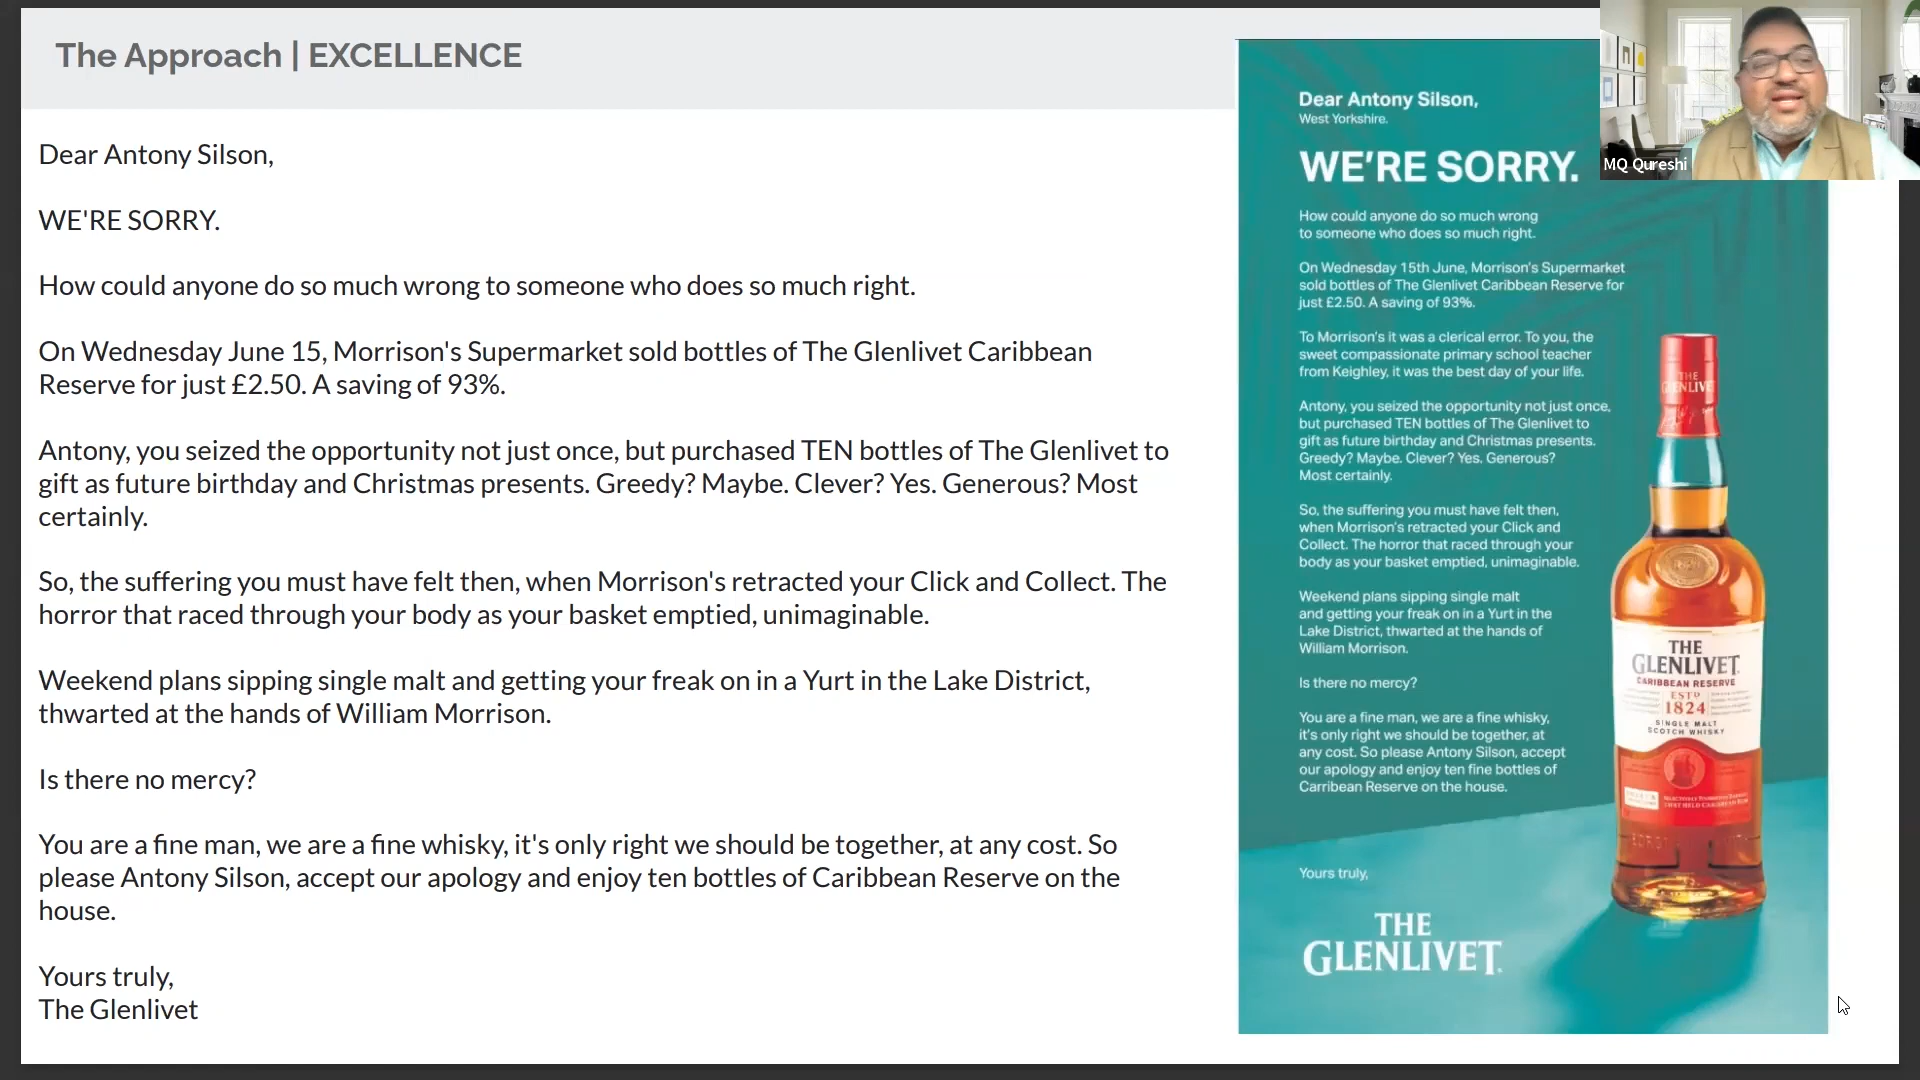 The Approach | EXCELLENCE
Dear Antony Silson,
WE'RE SORRY.
How could anyone do so much wrong to someone who does so much right.
On Wednesday June 15, Morrison's Supermarket sold bottles of The Glenlivet Caribbean
Reserve for just £2.50. A saving of 93%.
Antony, you seized the opportunity not just once, but purchased TEN bottles of The Glenlivet to
gift as future birthday and Christmas presents. Greedy? Maybe. Clever? Yes. Generous? Most
certainly.
So, the suffering you must have felt then, when Morrison's retracted your Click and Collect. The
horror that raced through your body as your basket emptied, unimaginable.
Weekend plans sipping single malt and getting your freak on in a Yurt in the Lake District,
thwarted at the hands of William Morrison.
Is there no mercy?
You are a fine man, we are a fine whisky, it's only right we should be together, at any cost. So
please Antony Silson, accept our apology and enjoy ten bottles of Caribbean Reserve on the
house.
Yours truly,
The Glenlivet
Dear Antony Silson,
West Yorkshire.
WE'RE SORRY.
How could anyone do so much wrong
to someone who does so much right.
On Wednesday 15th June, Morrison's Supermarket
sold bottles of The Glenlivet Caribbean Reserve for
just £2.50. A saving of 93%.
To Morrison's it was a clerical error. To you, the
sweet compassionate primary school teacher
from Keighley, it was the best day of your life.
Antony, you seized the opportunity not just once,
but purchased TEN bottles of The Glenlivet to
gift as future birthday and Christmas presents.
Greedy? Maybe. Clever? Yes. Generous?
Most certainly.
So, the suffering you must have felt then,
when Morrison's retracted your Click and
Collect. The horror that raced through your
body as your basket emptied, unimaginable.
Weekend plans sipping single malt
and getting your freak on in a Yurt in the
Lake District, thwarted at the hands of
William Morrison.
Is there no mercy?
You are a fine man, we are a fine whisky,
it's only right we should be together, at
any cost. So please Antony Silson, accept
our apology and enjoy ten fine bottles of
Carribean Reserve on the house.
Yours truly,
THE
GLENLIVET.
THE
GLENLIVET
THE
GLENLIVET.
CARIBBEAN RESERVE
ESTD
1824
SINGLE MALT
SCOTCH WHISKY
MQ Qureshi